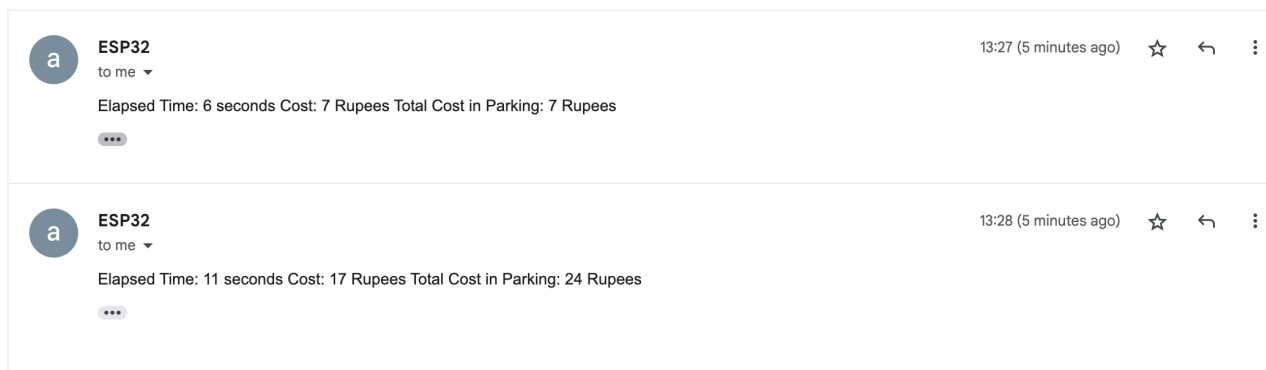 a
ESP32
13:27 (5 minutes ago)
to me
Elapsed Time: 6 seconds Cost: 7 Rupees Total Cost in Parking: 7 Rupees
a
ESP32
13:28 (5 minutes ago)
to me
Elapsed Time: 11 seconds Cost: 17 Rupees Total Cost in Parking: 24 Rupees